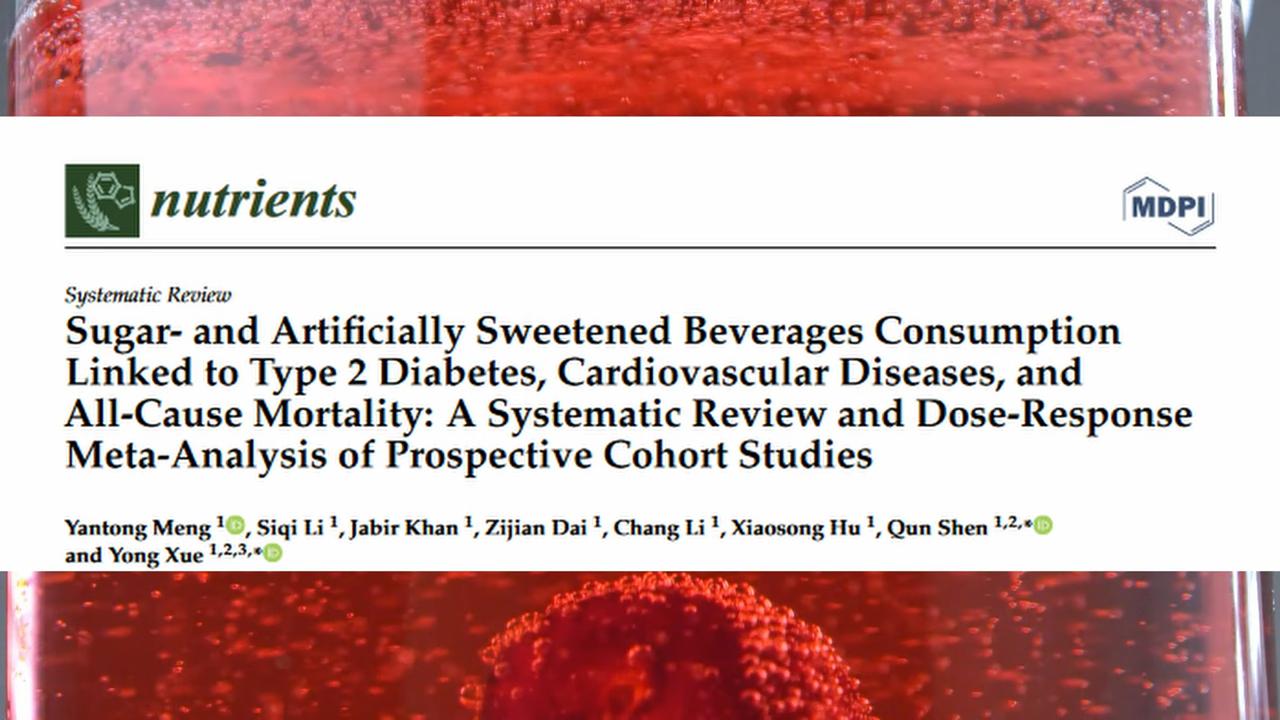 nutrients
MDPI
Systematic Review
Sugar- and Artificially Sweetened Beverages Consumption
Linked to Type 2 Diabetes, Cardiovascular Diseases, and
All-Cause Mortality: A Systematic Review and Dose-Response
Meta-Analysis of Prospective Cohort Studies
Yantong Meng 1 iD, Siqi Li 1, Jabir Khan 1, Zijian Dai 1, Chang Li 1, Xiaosong Hu 1, Qun Shen 1,2,* iD
and Yong Xue 1,2,3,* iD